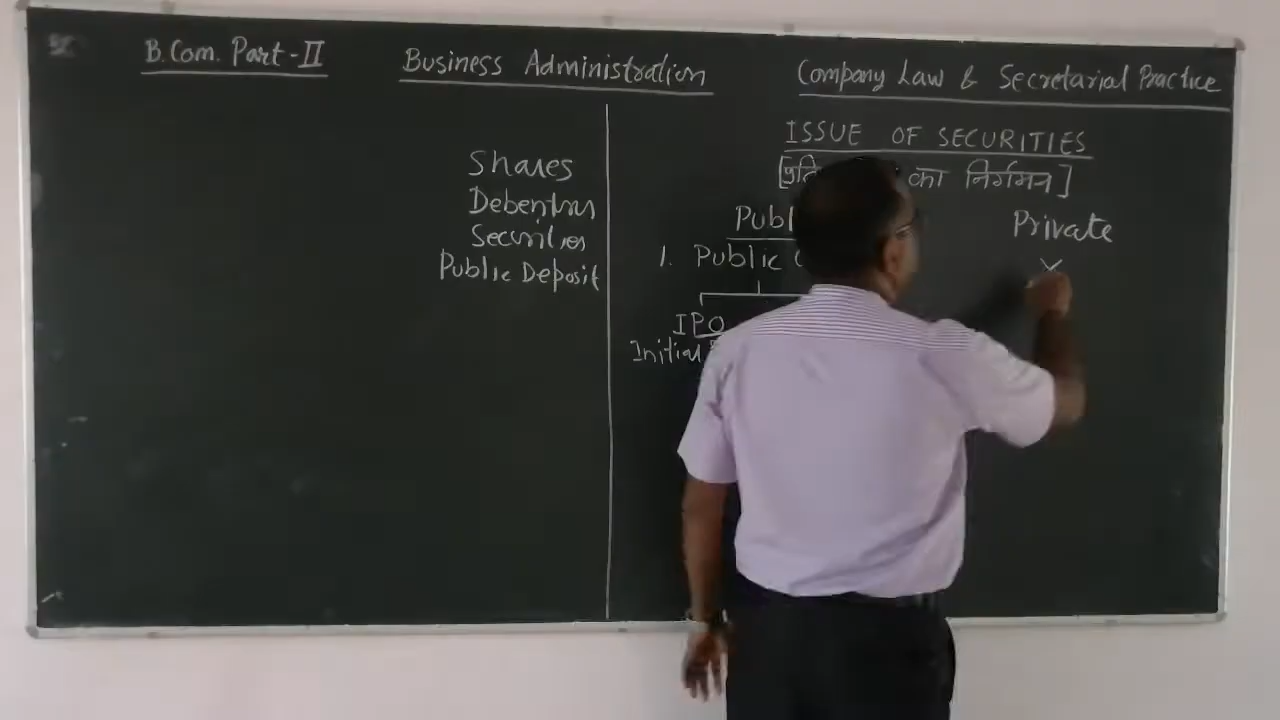 B.Com. Part-II
Business Administration
Company Law & Secretarial Practice
Shares
Debentures
Securities
Public Deposit
ISSUE OF SECURITIES
का निर्गमन]
Private
1. Public
×
IPO
Initial